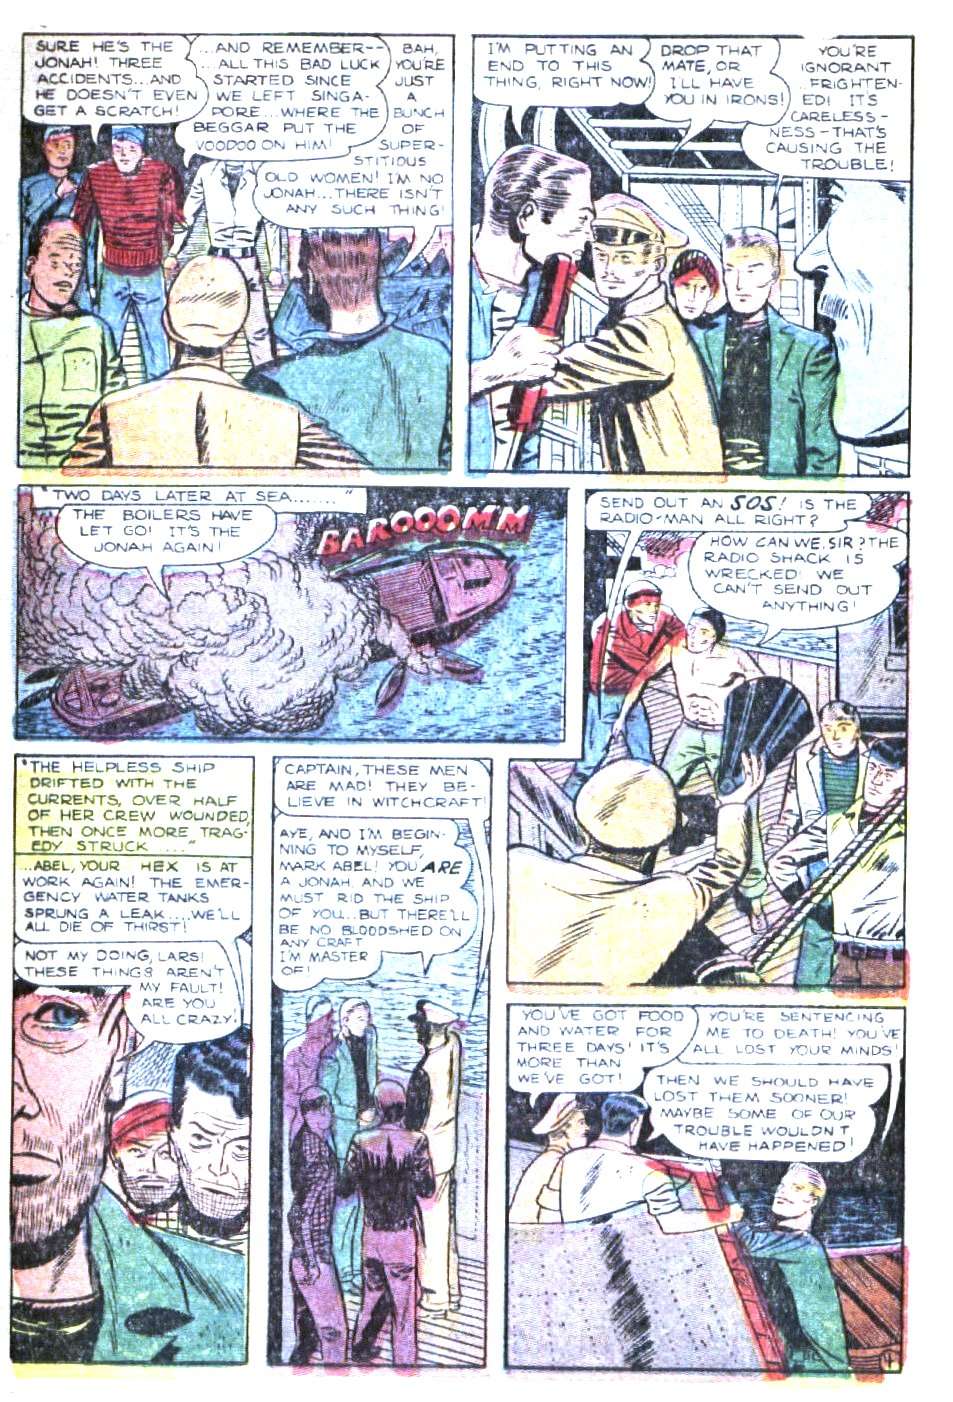 SURE HE'S THE
JONAH! THREE
ACCIDENTS...AND
HE DOESN'T EVEN
GET A SCRATCH!
...AND REMEMBER--
ALL THIS BAD LUCK
STARTED SINCE
WE LEFT SINGA-
PORE...WHERE THE
BEGGAR PUT THE
VOODOO ON HIM!
BAH,
YOU'RE
JUST
A
BUNCH
OF
SUPER-
STITIOUS
OLD WOMEN! I'M NO
JONAH...THERE ISN'T
ANY SUCH THING!
I'M PUTTING AN
END TO THIS
THING, RIGHT NOW!
DROP THAT
MATE, OR
I'LL HAVE
YOU IN IRONS!
YOU'RE
IGNORANT
...FRIGHTEN-
ED! IT'S
CARELESS-
NESS-THAT'S
CAUSING THE
TROUBLE!
"TWO DAYS LATER AT SEA......."
THE BOILERS HAVE
LET GO! IT'S THE
JONAH AGAIN!
BAROOOMM
SEND OUT AN SOS! IS THE
RADIO-MAN ALL RIGHT?
HOW CAN WE, SIR? THE
RADIO SHACK IS
WRECKED! WE
CAN'T SEND OUT
ANYTHING!
"THE HELPLESS SHIP
DRIFTED WITH THE
CURRENTS, OVER HALF
OF HER CREW WOUNDED,
THEN ONCE MORE TRAG-
EDY STRUCK ..."
...ABEL, YOUR HEX IS AT
WORK AGAIN! THE EMER-
GENCY WATER TANKS
SPRUNG A LEAK....WE'LL
ALL DIE OF THIRST!
NOT MY DOING, LARS!
THESE THINGS AREN'T
MY FAULT!
ARE YOU
ALL CRAZY!
CAPTAIN, THESE MEN
ARE MAD! THEY BE-
LIEVE IN WITCHCRAFT!
AYE, AND I'M BEGIN-
NING TO MYSELF,
MARK ABEL! YOU ARE
A JONAH, AND WE
MUST RID THE SHIP
OF YOU...BUT THERE'LL
BE NO BLOODSHED ON
ANY CRAFT
I'M MASTER
OF!
YOU'VE GOT FOOD
AND WATER FOR
THREE DAYS! IT'S
MORE THAN
WE'VE GOT!
YOU'RE SENTENCING
ME TO DEATH! YOU'VE
ALL LOST YOUR MINDS!
THEN WE SHOULD HAVE
LOST THEM SOONER!
MAYBE SOME OF OUR
TROUBLE WOULDN'T
HAVE HAPPENED!
4